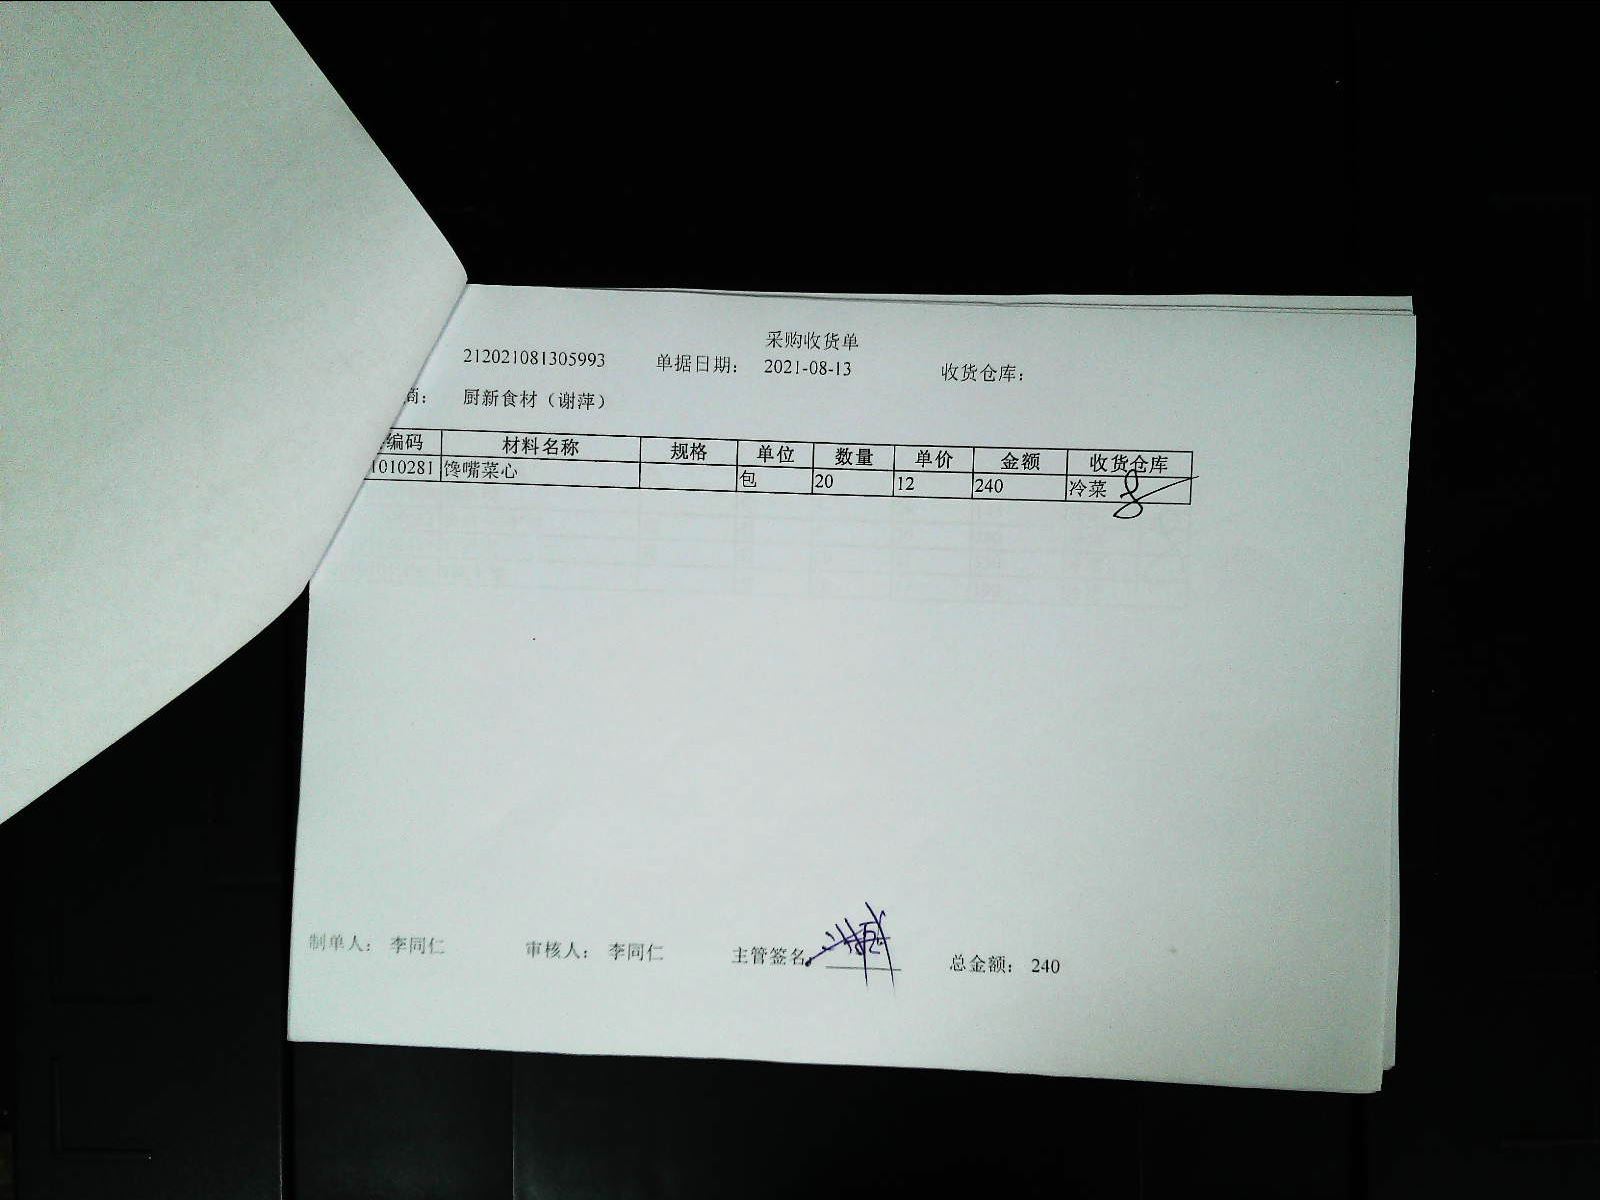 采购收货单
212021081305993 单据日期： 2021-08-13 收货仓库：
商： 厨新食材（谢萍）
编码 材料名称 规格 单位 数量 单价 金额 收货仓库
1010281 馋嘴菜心 包 20 12 240 冷菜
制单人： 李同仁 审核人： 李同仁 主管签名： 总金额： 240